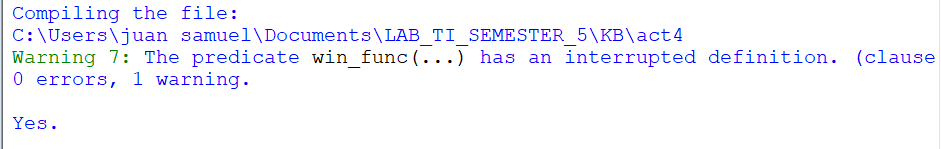 Compiling the file:
C:\Users\juan samuel\Documents\LAB_TI_SEMESTER_5\KB\act4
Warning 7: The predicate win_func(...) has an interrupted definition. (clause
0 errors, 1 warning.
Yes.